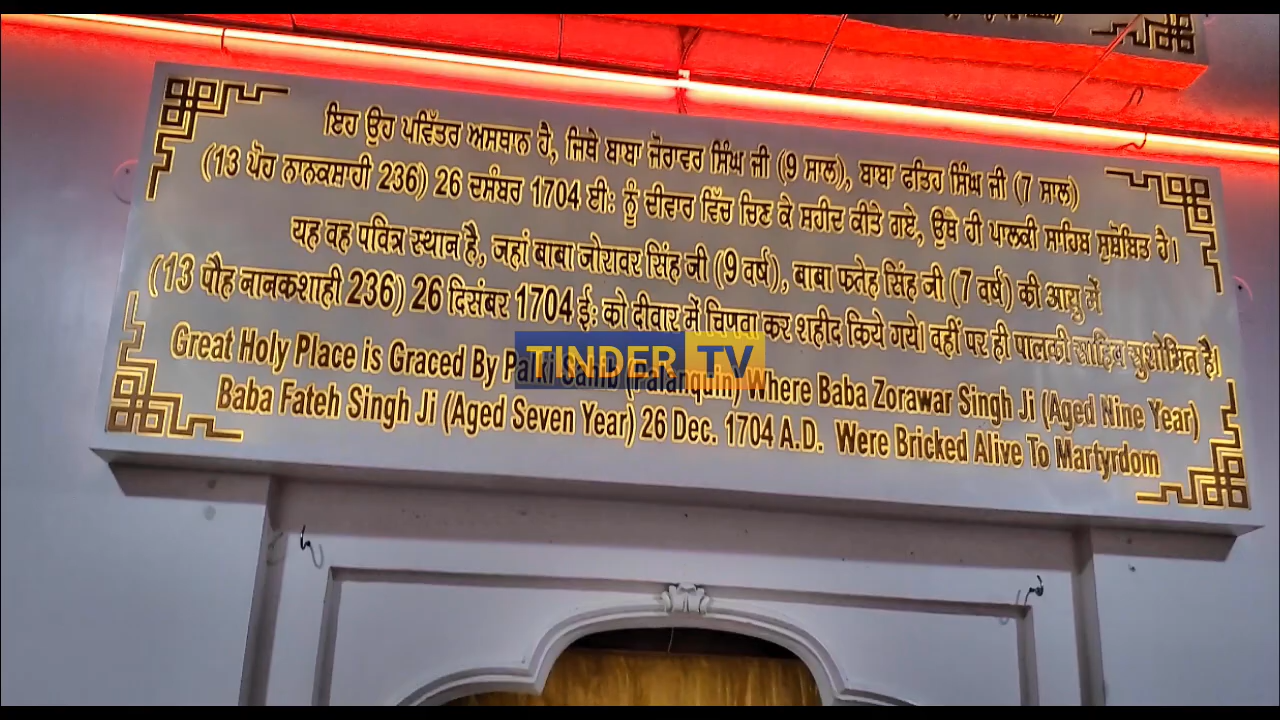 ਇਹ ਉਹ ਪਵਿੱਤਰ ਅਸਥਾਨ ਹੈ, ਜਿਥੇ ਬਾਬਾ ਜੋਰਾਵਰ ਸਿੰਘ ਜੀ (9 ਸਾਲ), ਬਾਬਾ ਫਤਿਹ ਸਿੰਘ ਜੀ (7 ਸਾਲ)
(13 ਪੋਹ ਨਾਨਕਸ਼ਾਹੀ 236) 26 ਦਸੰਬਰ 1704 ਈਃ ਨੂੰ ਦੀਵਾਰ ਵਿੱਚ ਚਿਣ ਕੇ ਸ਼ਹੀਦ ਕੀਤੇ ਗਏ, ਉਥੇ ਹੀ ਪਾਲਕੀ ਸਾਹਿਬ ਸੁਸ਼ੋਭਿਤ ਹੈ।
यह वह पवित्र स्थान है, जहां बाबा जोरावर सिंह जी (9 वर्ष), बाबा फतेह सिंह जी (7 वर्ष) की आयु में
(13 पौह नानकशाही 236) 26 दिसंबर 1704 ईः को दीवार में चिणवा कर शहीद किये गये। वहीं पर ही पालकी साहिब सुशोभित है।
Great Holy Place is Graced By Palki Sahib (Palanquin) Where Baba Zorawar Singh Ji (Aged Nine Year)
Baba Fateh Singh Ji (Aged Seven Year) 26 Dec. 1704 A.D. Were Bricked Alive To Martyrdom
TINDER TV